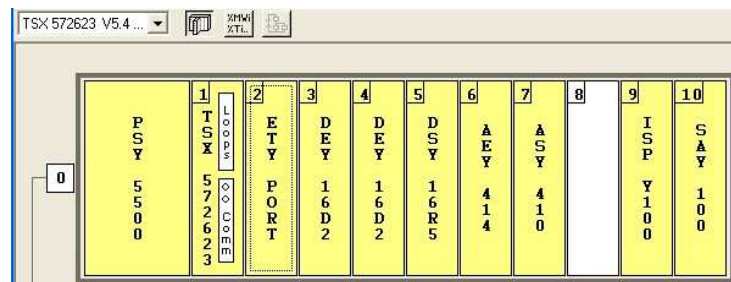 TSX 572623 V5.4 ...
XMWi
XTi..
0
PSY 5500
1
TSX 572623
Loops
Comm
2
ETY PORT
3
DEY 16D2
4
DEY 16D2
5
DSY 16R5
6
AEY 414
7
ASY 410
8
9
ISP Y100
10
SAY 100